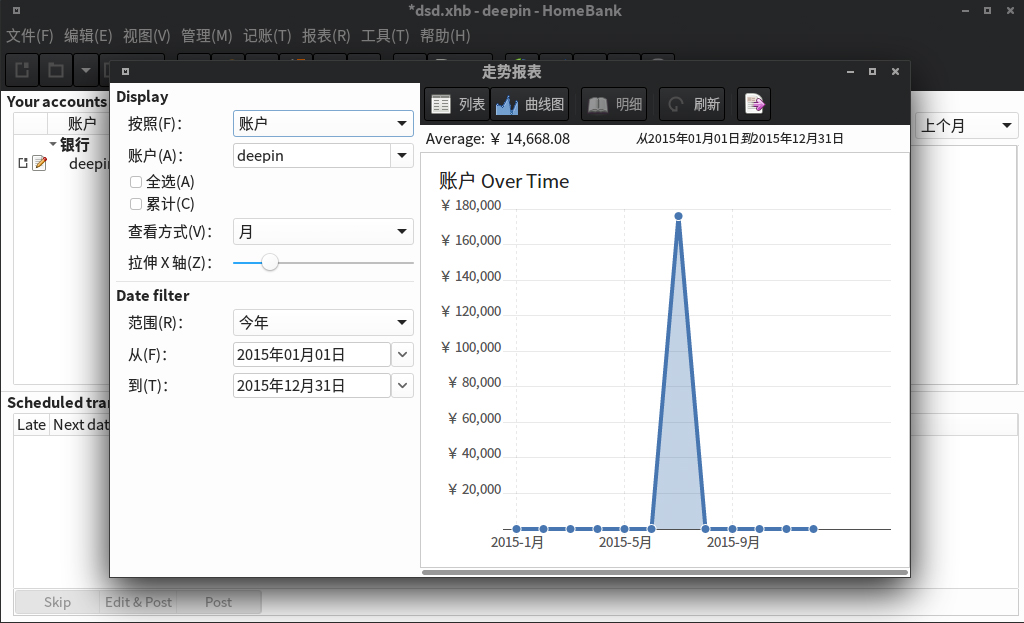 *dsd.xhb - deepin - HomeBank
文件(F) 编辑(E) 视图(V) 管理(M) 记账(T) 报表(R) 工具(T) 帮助(H)
走势报表
Your accounts
账户
银行
上个月
Display
按照(F)： 账户
账户(A)： deepin
全选(A)
累计(C)
查看方式(V)： 月
拉伸 X 轴(Z)：
Date filter
范围(R)： 今年
从(F)： 2015年01月01日
到(T)： 2015年12月31日
列表 曲线图 明细 刷新
Average: ￥ 14,668.08 从2015年01月01日到2015年12月31日
账户 Over Time
￥ 180,000
￥ 160,000
￥ 140,000
￥ 120,000
￥ 100,000
￥ 80,000
￥ 60,000
￥ 40,000
￥ 20,000
2015-1月 2015-5月 2015-9月
Scheduled
Late Next
Skip Edit & Post Post